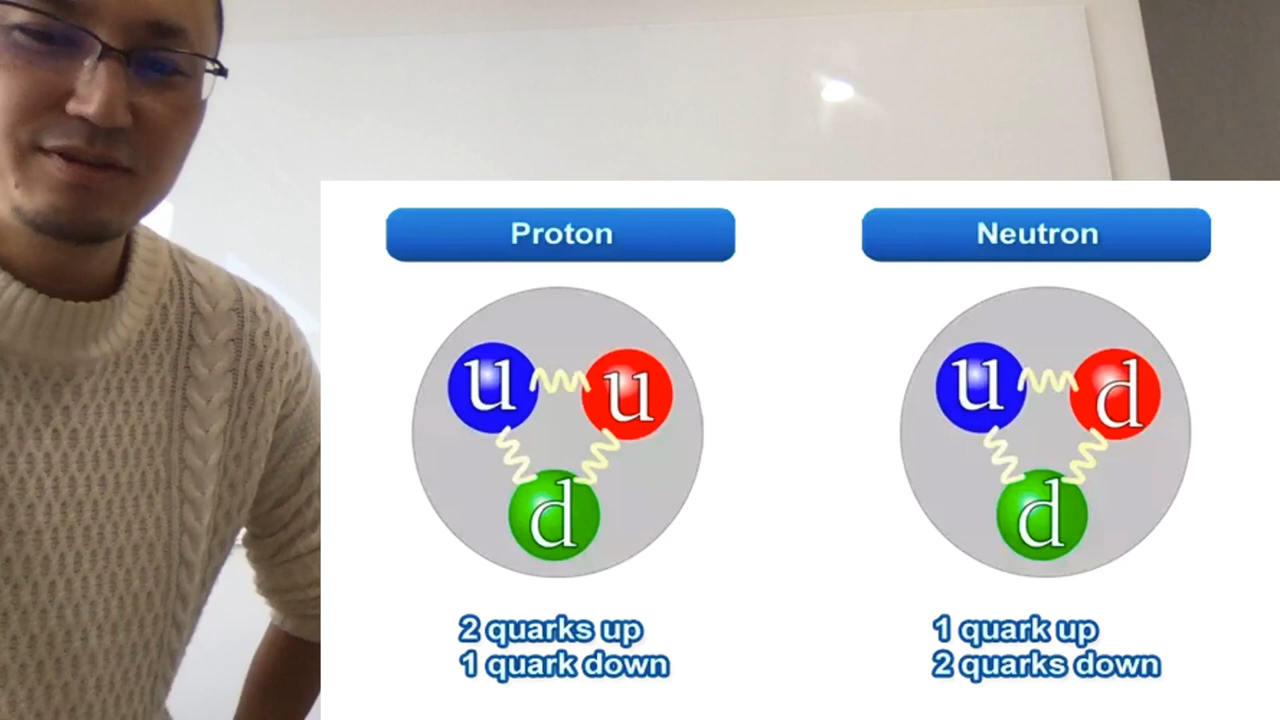 Proton
Neutron
u u
d
u d
d
2 quarks up
1 quark down
1 quark up
2 quarks down